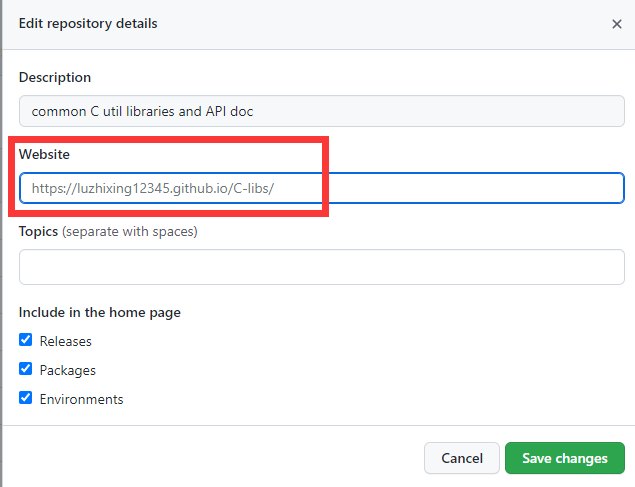 Edit repository details
Description
common C util libraries and API doc
Website
https://luzhixing12345.github.io/C-libs/
Topics (separate with spaces)
Include in the home page
Releases
Packages
Environments
Cancel
Save changes